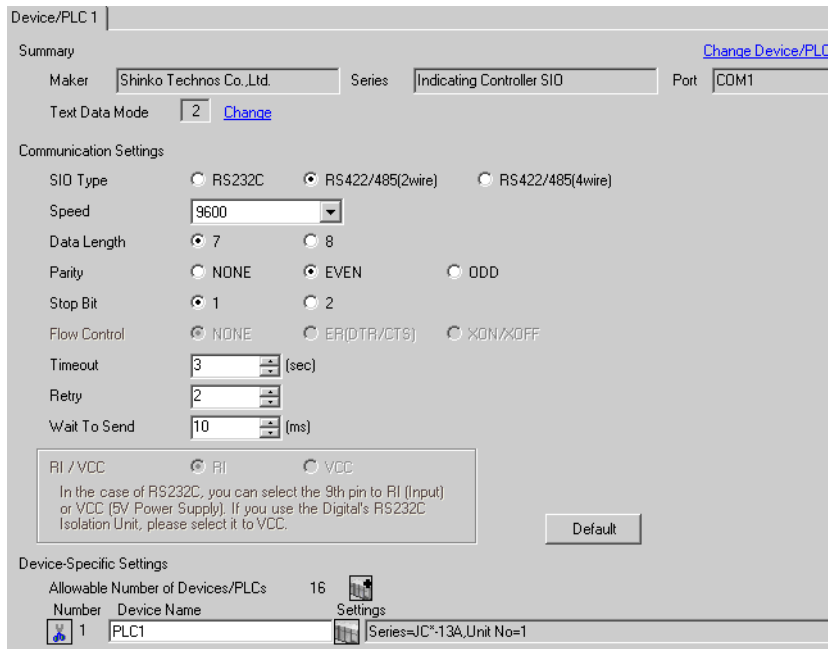 Device/PLC 1
Summary Change Device/PLC
Maker Shinko Technos Co.,Ltd. Series Indicating Controller SIO Port COM1
Text Data Mode 2 Change
Communication Settings
SIO Type RS232C RS422/485(2wire) RS422/485(4wire)
Speed 9600
Data Length 7 8
Parity NONE EVEN ODD
Stop Bit 1 2
Flow Control NONE ER(DTR/CTS) XON/XOFF
Timeout 3 (sec)
Retry 2
Wait To Send 10 (ms)
RI / VCC RI VCC
In the case of RS232C, you can select the 9th pin to RI (Input)
or VCC (5V Power Supply). If you use the Digital's RS232C
Isolation Unit, please select it to VCC.
Default
Device-Specific Settings
Allowable Number of Devices/PLCs 16
Number Device Name Settings
1 PLC1 Series=JC*-13A,Unit No=1